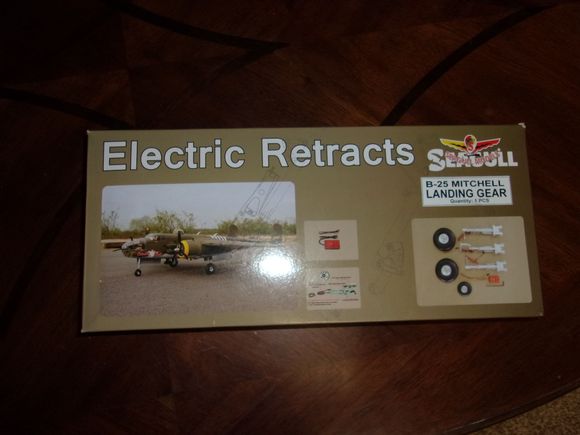 Electric Retracts
SEAGULL
B-25 MITCHELL
LANDING GEAR
Quantity: 1 PCS